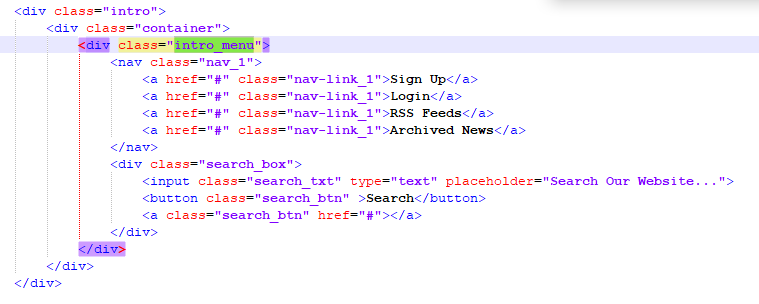 <div class="intro">
<div class="container">
<div class="intro_menu">
<nav class="nav_1">
<a href="#" class="nav-link_1">Sign Up</a>
<a href="#" class="nav-link_1">Login</a>
<a href="#" class="nav-link_1">RSS Feeds</a>
<a href="#" class="nav-link_1">Archived News</a>
</nav>
<div class="search_box">
<input class="search_txt" type="text" placeholder="Search Our Website...">
<button class="search_btn" >Search</button>
<a class="search_btn" href="#"></a>
</div>
</div>
</div>
</div>